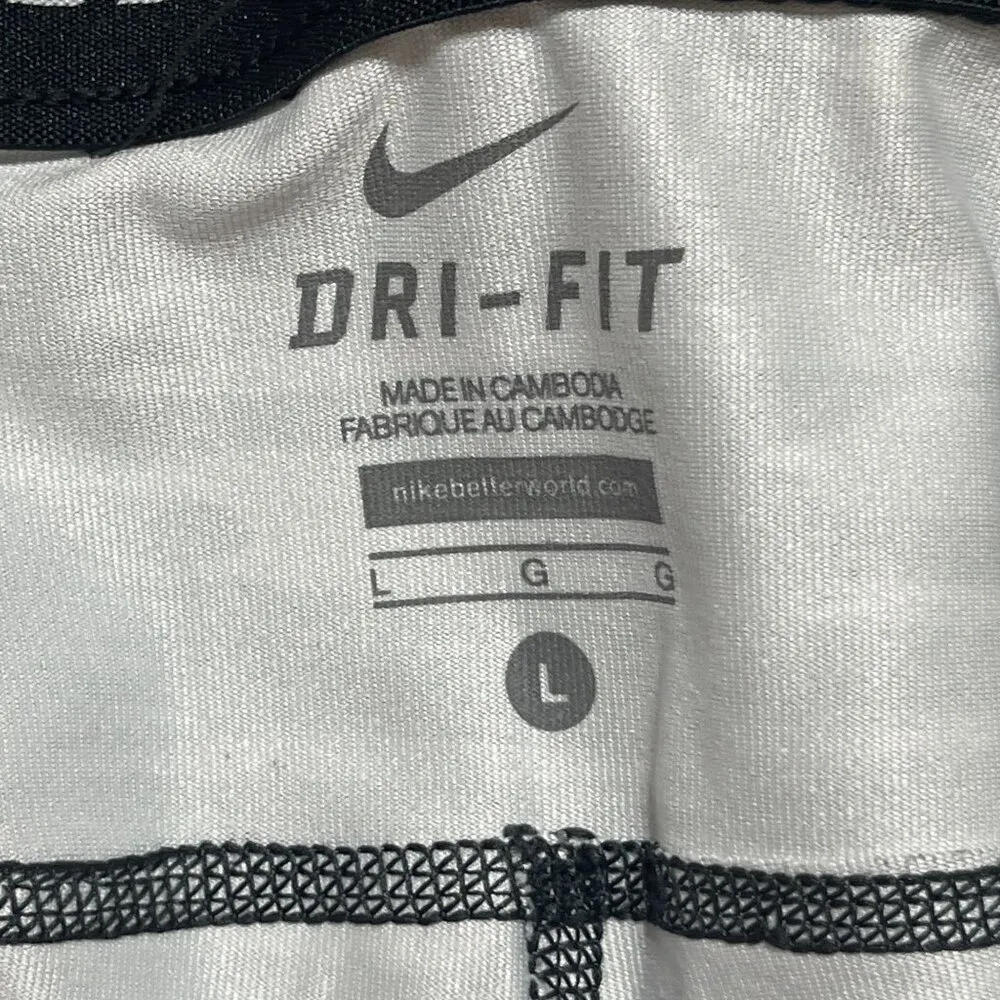 DRI-FIT
MADE IN CAMBODIA
FABRIQUE AU CAMBODGE
nikebetterworld.com
L G G
L